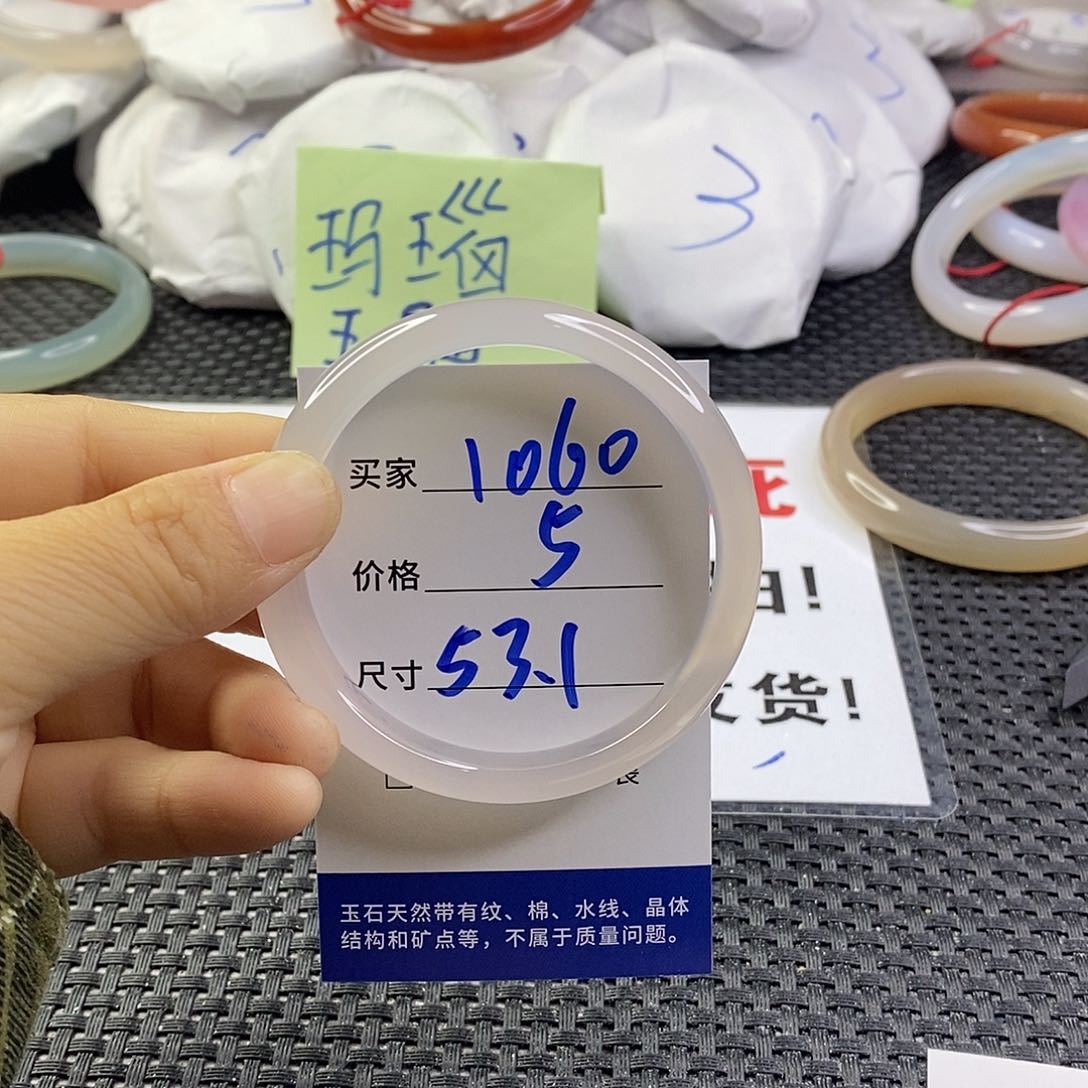 3
玛瑙
买家 1060
价格 5
尺寸 53.1
发货!
玉石天然带有纹、棉、水线、晶体
结构和矿点等，不属于质量问题。